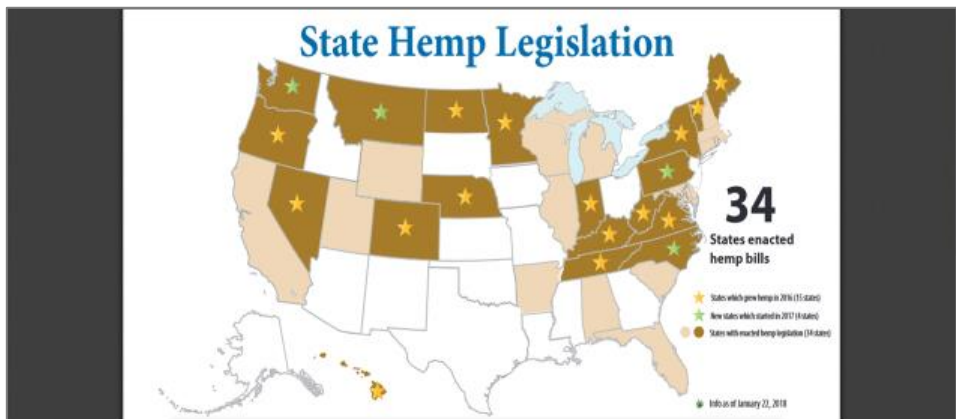 State Hemp Legislation
34
States enacted
hemp bills
States which grew hemp in 2016 (15 states)
New states which started in 2017 (4 states)
States with enacted hemp legislation (34 states)
Info as of January 22, 2018